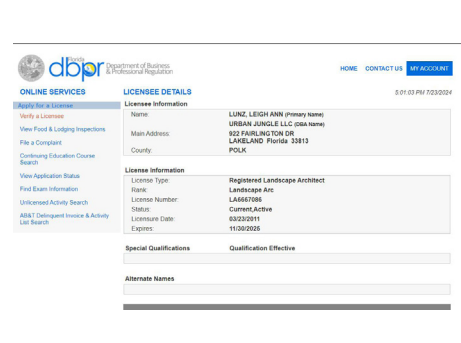 Florida
dbpr Department of Business
& Professional Regulation
HOME CONTACT US MY ACCOUNT
ONLINE SERVICES
LICENSEE DETAILS
5:01:03 PM 7/23/2024
Apply for a License
Verify a Licensee
View Food & Lodging Inspections
File a Complaint
Continuing Education Course
Search
View Application Status
Find Exam Information
Unlicensed Activity Search
AB&T Delinquent Invoice & Activity
List Search
Licensee Information
Name: LUNZ, LEIGH ANN (Primary Name)
URBAN JUNGLE LLC (DBA Name)
Main Address: 922 FAIRLINGTON DR
LAKELAND Florida 33813
County: POLK
License Information
License Type: Registered Landscape Architect
Rank: Landscape Arc
License Number: LA6667086
Status: Current,Active
Licensure Date: 03/23/2011
Expires: 11/30/2025
Special Qualifications Qualification Effective
Alternate Names